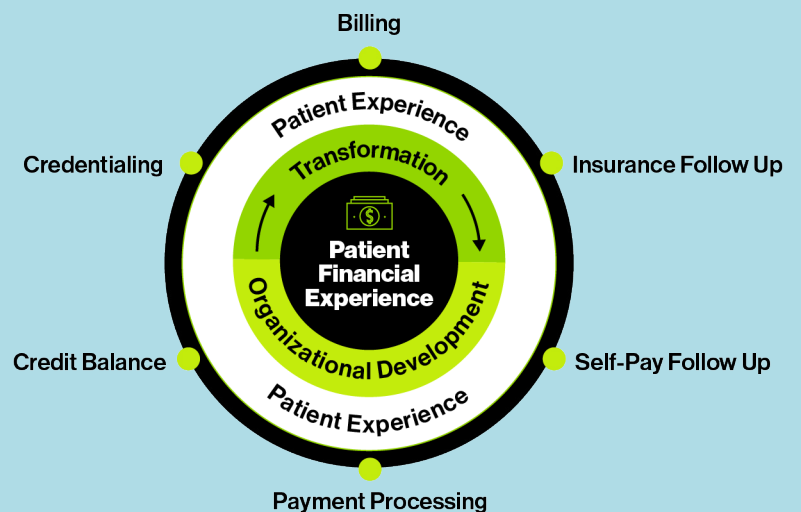 Billing
Patient Experience
Transformation
Credentialing
Insurance Follow Up
$
Patient
Financial
Experience
Organizational Development
Credit Balance
Self-Pay Follow Up
Patient Experience
Payment Processing